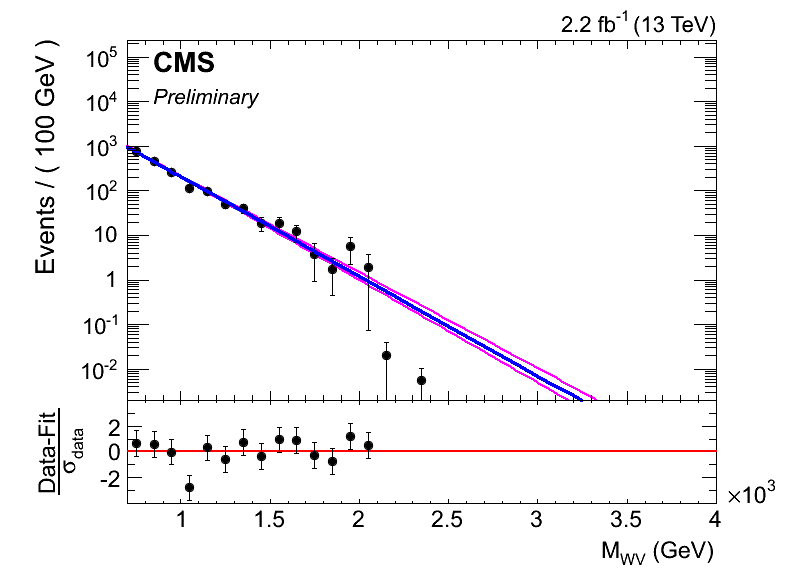 2.2 fb⁻¹ (13 TeV)
CMS
Preliminary
Events / ( 100 GeV )
10⁵
10⁴
10³
10²
10
1
10⁻¹
10⁻²
Data-Fit
σdata
2
0
-2
1
1.5
2
2.5
3
3.5
4
×10³
M_WV (GeV)